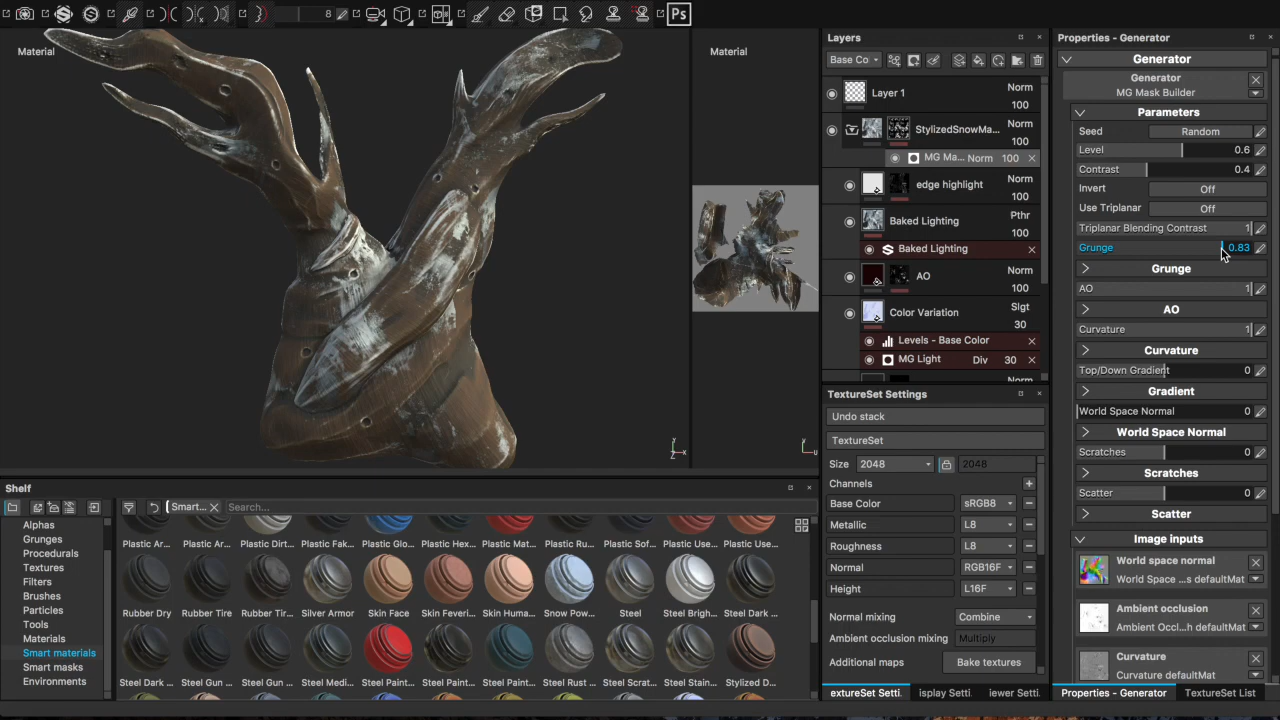 8
Ps
Material
Material
Layers
Base Co
Layer 1
Norm
100
StylizedSnowMa...
Norm
100
MG Ma...
Norm
100
edge highlight
Norm
100
Baked Lighting
Pthr
100
Baked Lighting
AO
Norm
100
Color Variation
Slgt
30
Levels - Base Color
MG Light
Div
30
Norm
TextureSet Settings
Undo stack
TextureSet
Size
2048
2048
Channels
Base Color
sRGB8
Metallic
L8
Roughness
L8
Normal
RGB16F
Height
L16F
Normal mixing
Combine
Ambient occlusion mixing
Multiply
Additional maps
Bake textures
extureSet Setti.
isplay Setti.
iewer Setti.
Properties - Generator
Generator
Generator
MG Mask Builder
Parameters
Seed
Random
Level
0.6
Contrast
0.4
Invert
Off
Use Triplanar
Off
Triplanar Blending Contrast
1
Grunge
0.83
Grunge
AO
1
AO
Curvature
1
Curvature
Top/Down Gradient
0
Gradient
World Space Normal
0
World Space Normal
Scratches
0
Scratches
Scatter
0
Scatter
Image inputs
World space normal
World Space ...s defaultMat
Ambient occlusion
Ambient Occl...h defaultMat
Curvature
Curvature defaultMat
Properties - Generator
TextureSet List
Shelf
Smart...
Search...
Alphas
Grunges
Procedurals
Textures
Filters
Brushes
Particles
Tools
Materials
Smart materials
Smart masks
Environments
Plastic Ar...
Plastic Ar...
Plastic Dirt...
Plastic Fak...
Plastic Glo...
Plastic Hex...
Plastic Mat...
Plastic Ru...
Plastic Sof...
Plastic Use...
Plastic Use...
Rubber Dry
Rubber Tire
Rubber Tir...
Silver Armor
Skin Face
Skin Feveri...
Skin Huma...
Snow Pow...
Steel
Steel Brigh...
Steel Dark ...
Steel Dark ...
Steel Gun ...
Steel Gun ...
Steel Medi...
Steel Paint...
Steel Paint...
Steel Paint...
Steel Rust ...
Steel Scrat...
Steel Stain...
Stylized D...